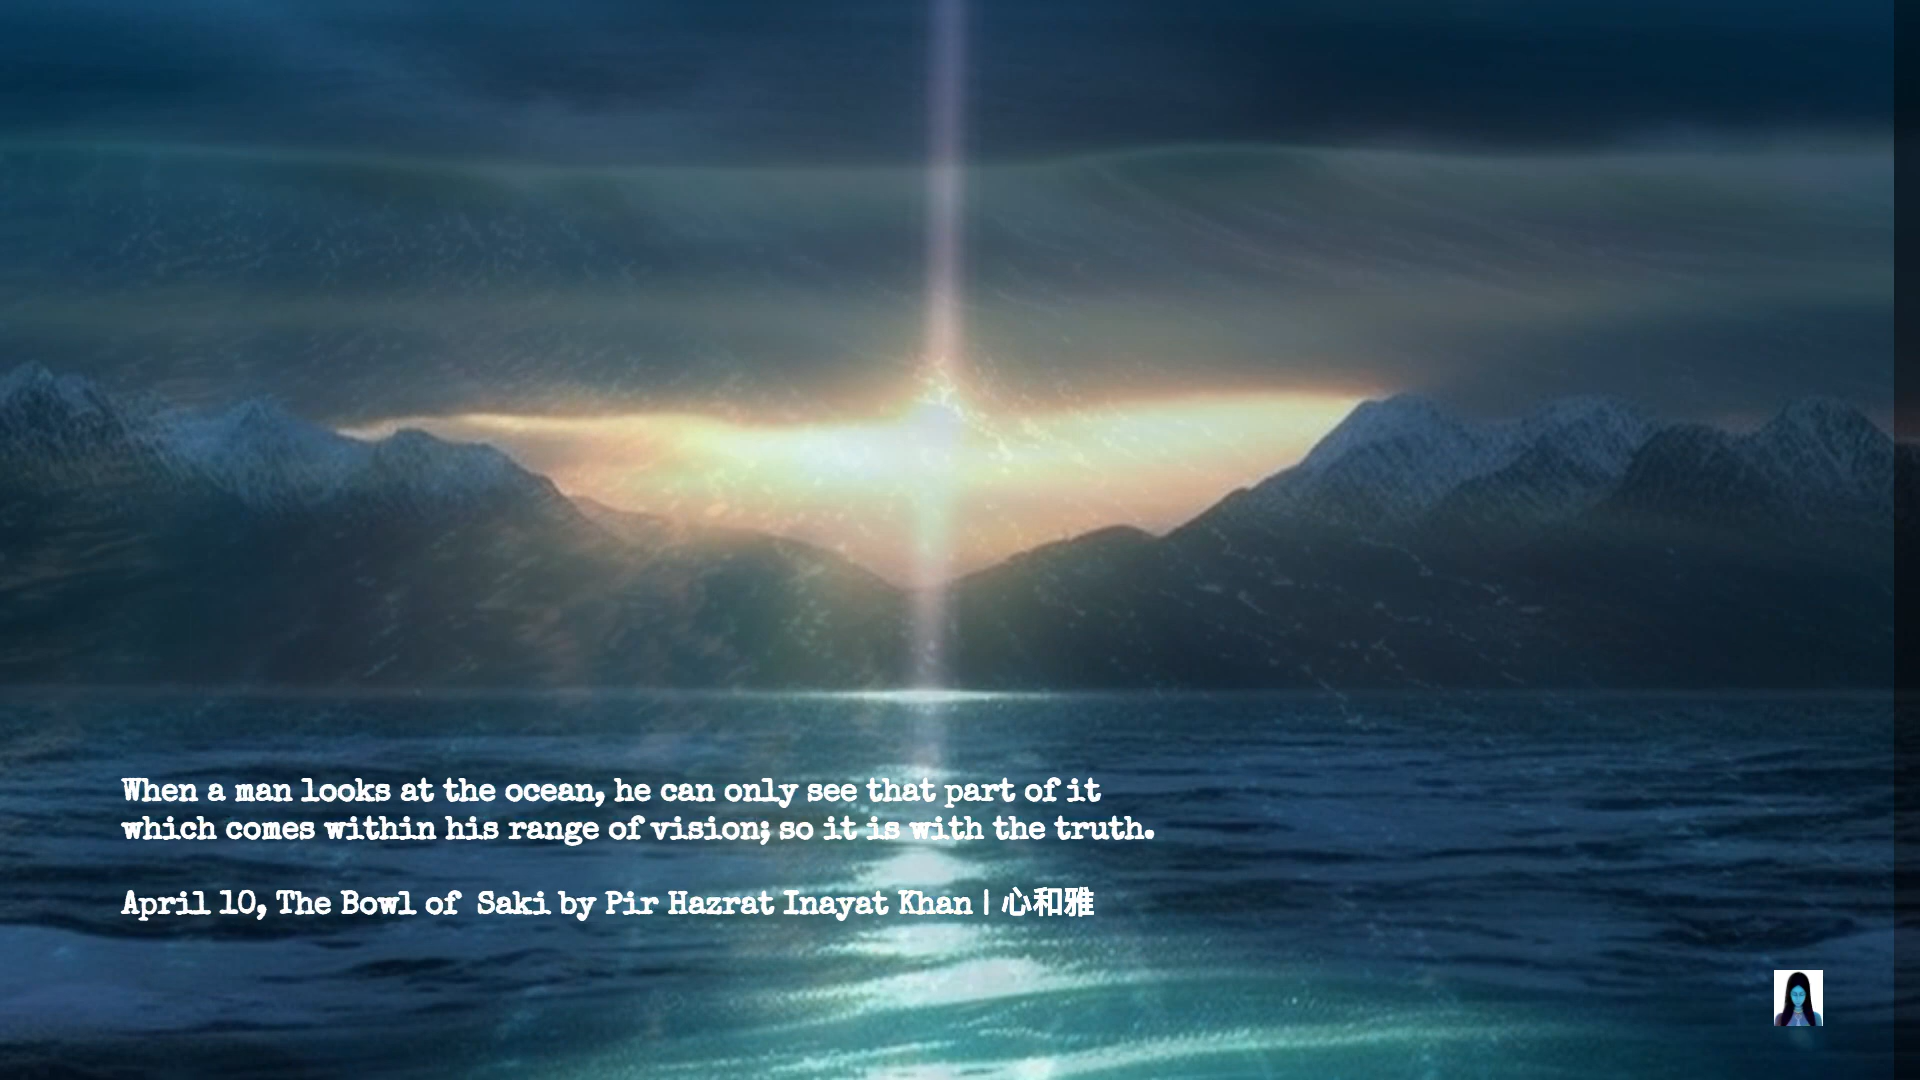 When a man looks at the ocean, he can only see that part of it
which comes within his range of vision; so it is with the truth.
April 10, The Bowl of Saki by Pir Hazrat Inayat Khan | 心和雅